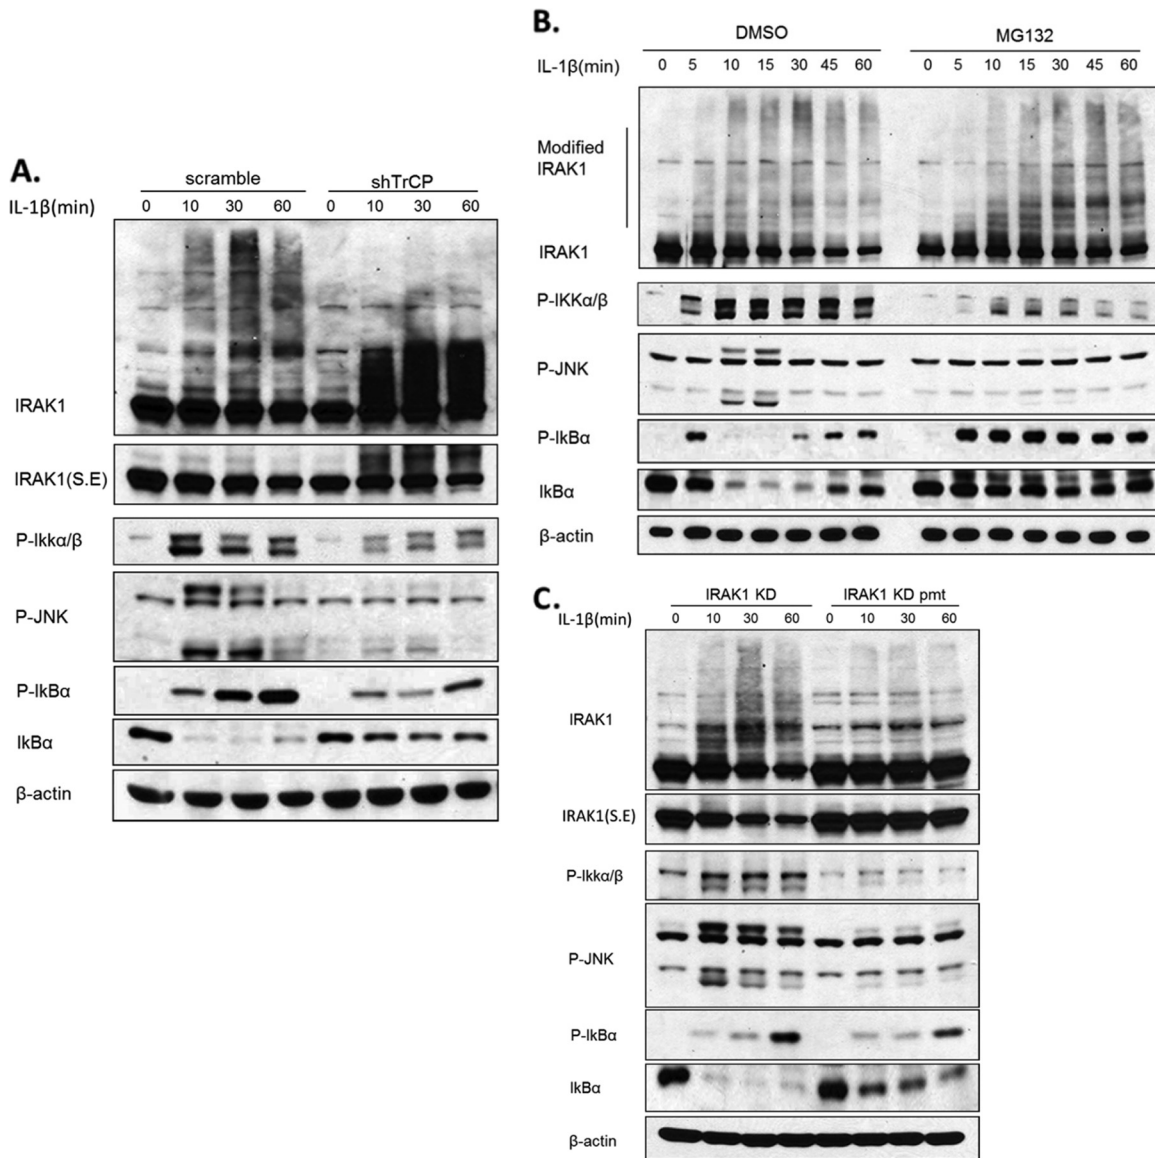 A.
scramble shTrCP
IL-1β(min) 0 10 30 60 0 10 30 60
IRAK1
IRAK1(S.E)
P-Ikkα/β
P-JNK
P-IkBα
IkBα
β-actin
B.
DMSO MG132
IL-1β(min) 0 5 10 15 30 45 60 0 5 10 15 30 45 60
Modified
IRAK1
IRAK1
P-IKKα/β
P-JNK
P-IkBα
IkBα
β-actin
C.
IRAK1 KD IRAK1 KD pmt
IL-1β(min) 0 10 30 60 0 10 30 60
IRAK1
IRAK1(S.E)
P-Ikkα/β
P-JNK
P-IkBα
IkBα
β-actin